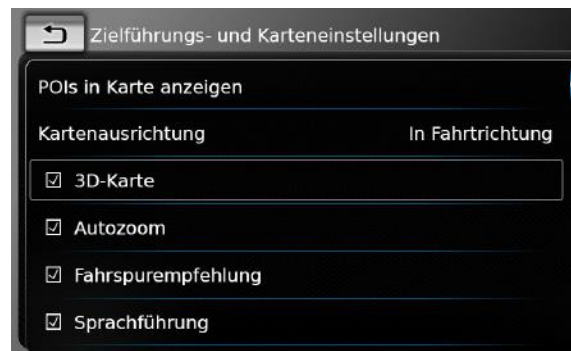 Zielführungs- und Karteneinstellungen
POIs in Karte anzeigen
Kartenausrichtung In Fahrtrichtung
3D-Karte
Autozoom
Fahrspurempfehlung
Sprachführung